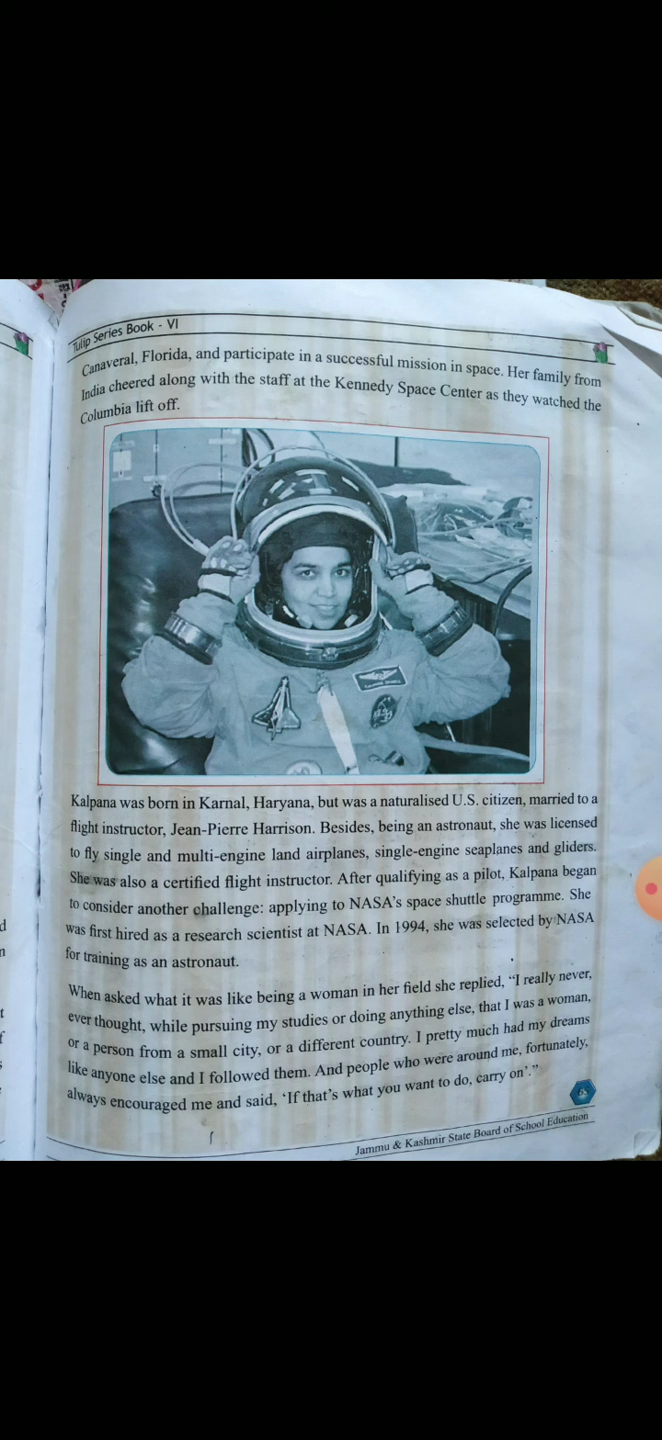 Tulip Series Book - VI
Canaveral, Florida, and participate in a successful mission in space. Her family from
India cheered along with the staff at the Kennedy Space Center as they watched the
Columbia lift off.
Kalpana was born in Karnal, Haryana, but was a naturalised U.S. citizen, married to a
flight instructor, Jean-Pierre Harrison. Besides, being an astronaut, she was licensed
to fly single and multi-engine land airplanes, single-engine seaplanes and gliders.
She was also a certified flight instructor. After qualifying as a pilot, Kalpana began
to consider another challenge: applying to NASA's space shuttle programme. She
was first hired as a research scientist at NASA. In 1994, she was selected by NASA
for training as an astronaut.
When asked what it was like being a woman in her field she replied, “I really never,
ever thought, while pursuing my studies or doing anything else, that I was a woman,
or a person from a small city, or a different country. I pretty much had my dreams
like anyone else and I followed them. And people who were around me, fortunately,
always encouraged me and said, ‘If that's what you want to do, carry on’.”
Jammu & Kashmir State Board of School Education